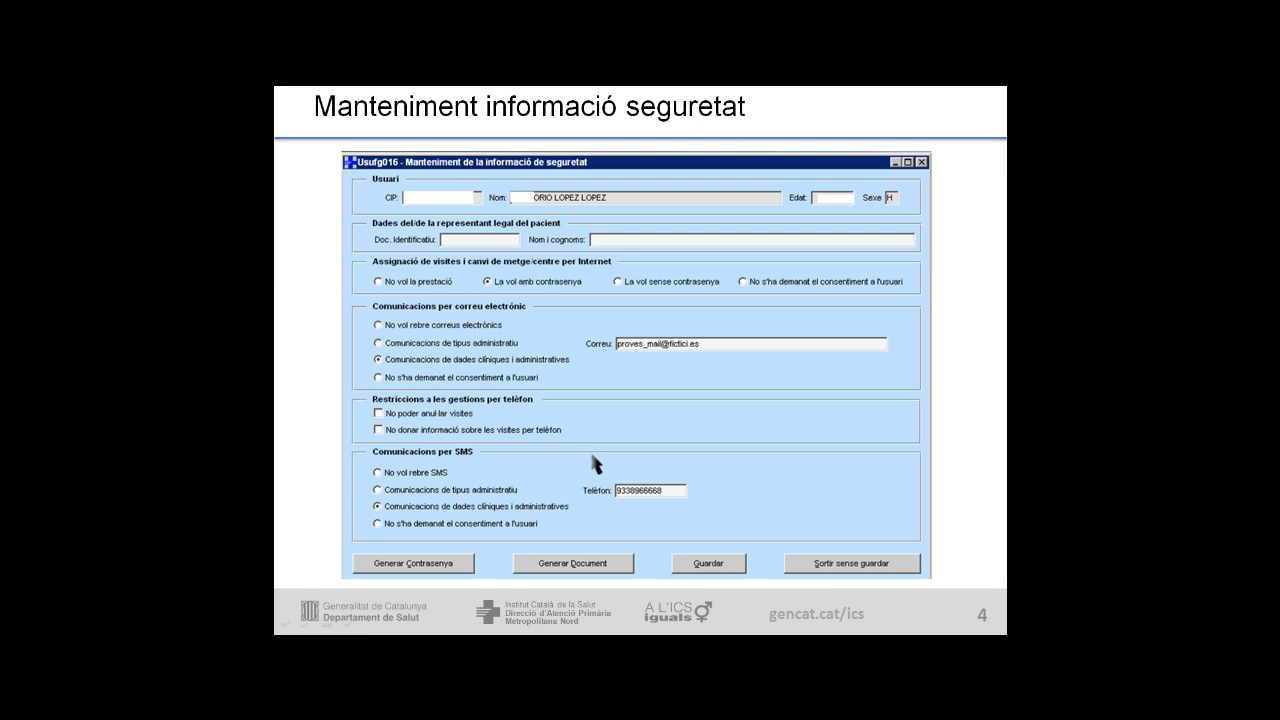 Manteniment informació seguretat
Usufg016 - Manteniment de la informació de seguretat
Usuari
CIP: Nom: ORIO LOPEZ LOPEZ Edat: Sexe H
Dades del/de la representant legal del pacient
Doc. Identificatiu: Nom i cognoms:
Assignació de visites i canvi de metge/centre per Internet
No vol la prestació La vol amb contrasenya La vol sense contrasenya No s'ha demanat el consentiment a l'usuari
Comunicacions per correu electrònic
No vol rebre correus electrònics
Comunicacions de tipus administratiu Correu: proves_mail@fictici.es
Comunicacions de dades clíniques i administratives
No s'ha demanat el consentiment a l'usuari
Restriccions a les gestions per telèfon
No poder anul·lar visites
No donar informació sobre les visites per telèfon
Comunicacions per SMS
No vol rebre SMS
Comunicacions de tipus administratiu Telèfon: 9338966668
Comunicacions de dades clíniques i administratives
No s'ha demanat el consentiment a l'usuari
Generar Contrasenya Generar Document Guardar Sortir sense guardar
Generalitat de Catalunya
Departament de Salut
Institut Català de la Salut
Direcció d'Atenció Primària
Metropolitana Nord
A L'ICS
iguals
gencat.cat/ics
4